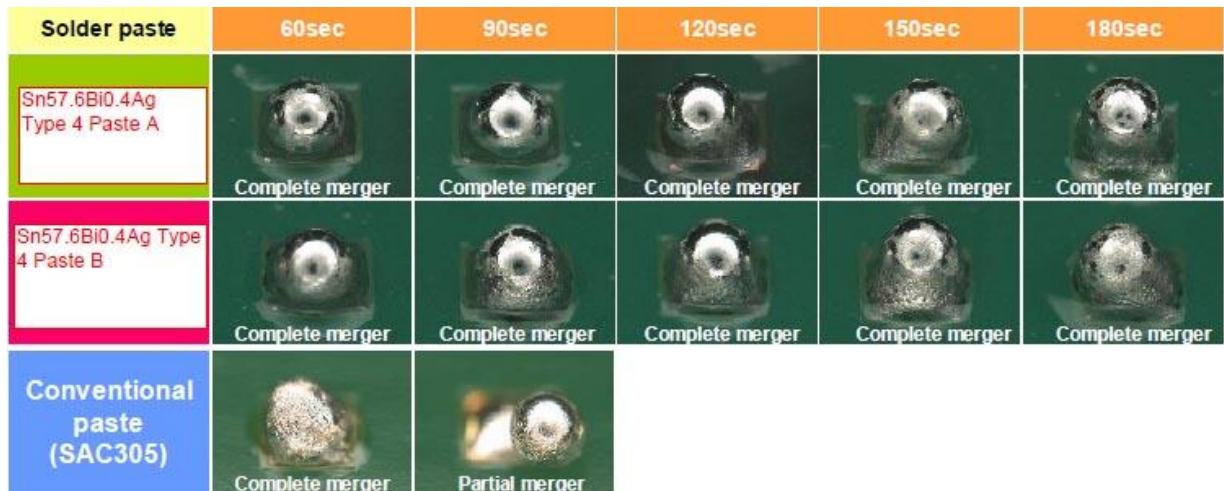 Solder paste 60sec 90sec 120sec 150sec 180sec
Sn57.6Bi0.4Ag
Type 4 Paste A
Complete merger Complete merger Complete merger Complete merger Complete merger
Sn57.6Bi0.4Ag Type
4 Paste B
Complete merger Complete merger Complete merger Complete merger Complete merger
Conventional
paste
(SAC305)
Complete merger Partial merger